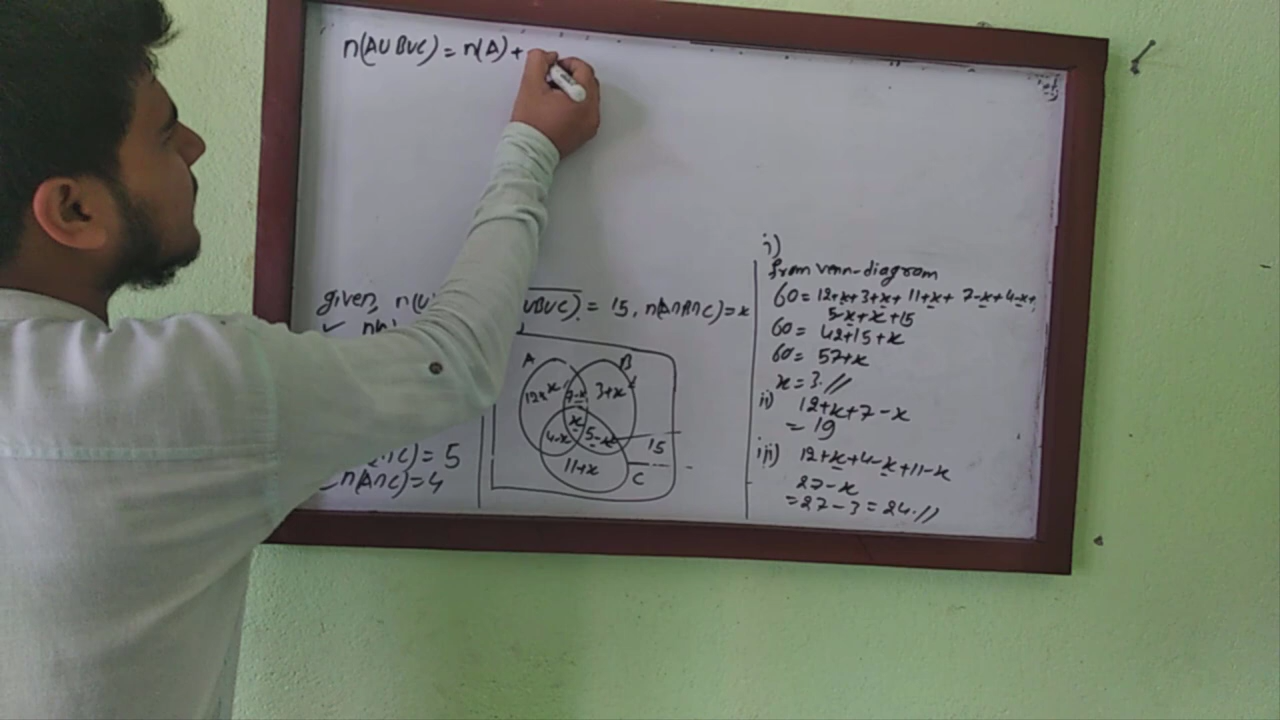 n(AUBUC) = n(A) +
given, n(U
UBUC) = 15, n(A∩B∩C) = x
∩C) = 5
n(A∩C) = 4
A
B
12+x
7-x
3+x
x
4-x
5-x
15
11+x
C
i)
from venn-diagram
60 = 12+x+3+x+ 11+x+ 7-x+4-x+
5-x+x+15
60 = 42+15+x
60 = 57+x
x = 3.//
ii) 12+x+7-x
= 19
iii) 12+x+4-x+11-x
27-x
= 27-3 = 24.//